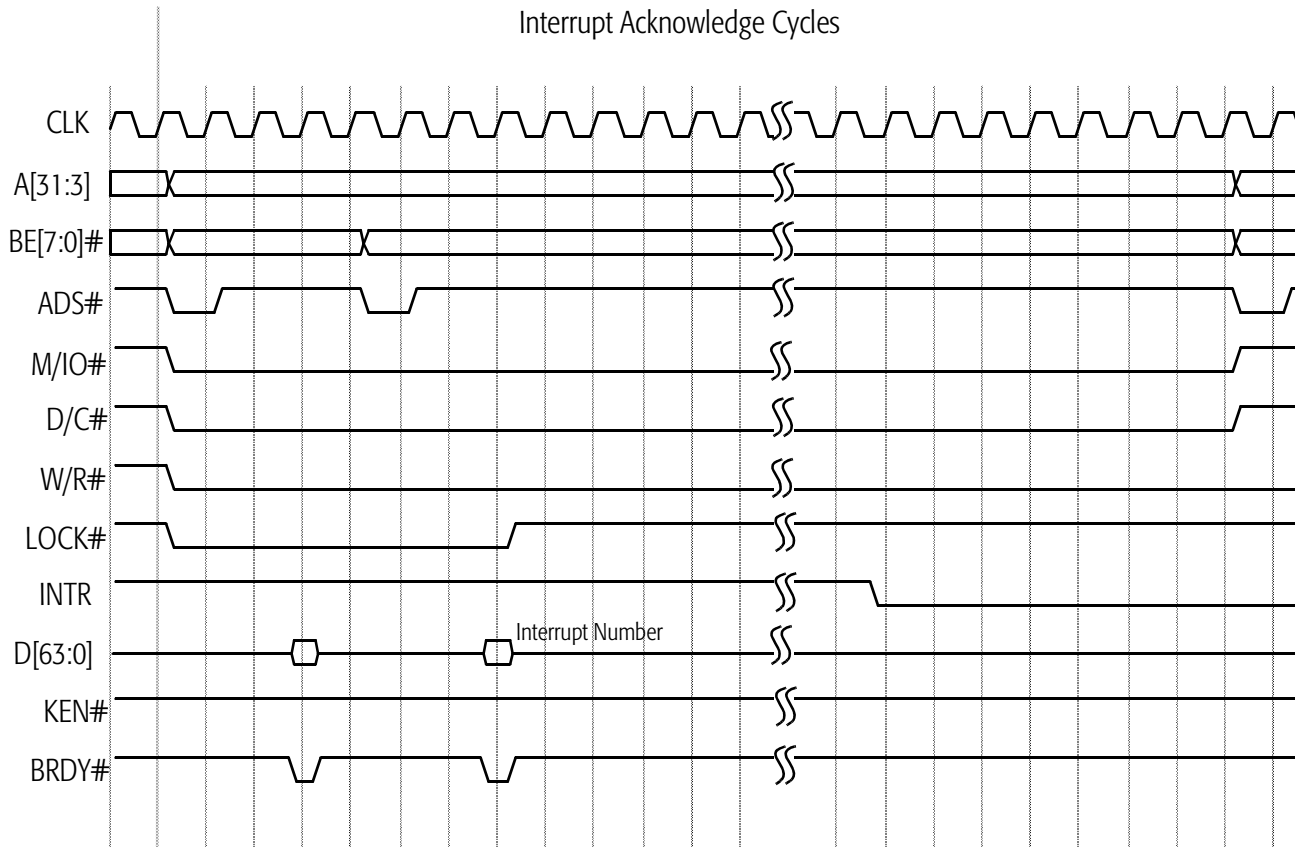 Interrupt Acknowledge Cycles
CLK
A[31:3]
BE[7:0]#
ADS#
M/IO#
D/C#
W/R#
LOCK#
INTR
D[63:0]
Interrupt Number
KEN#
BRDY#